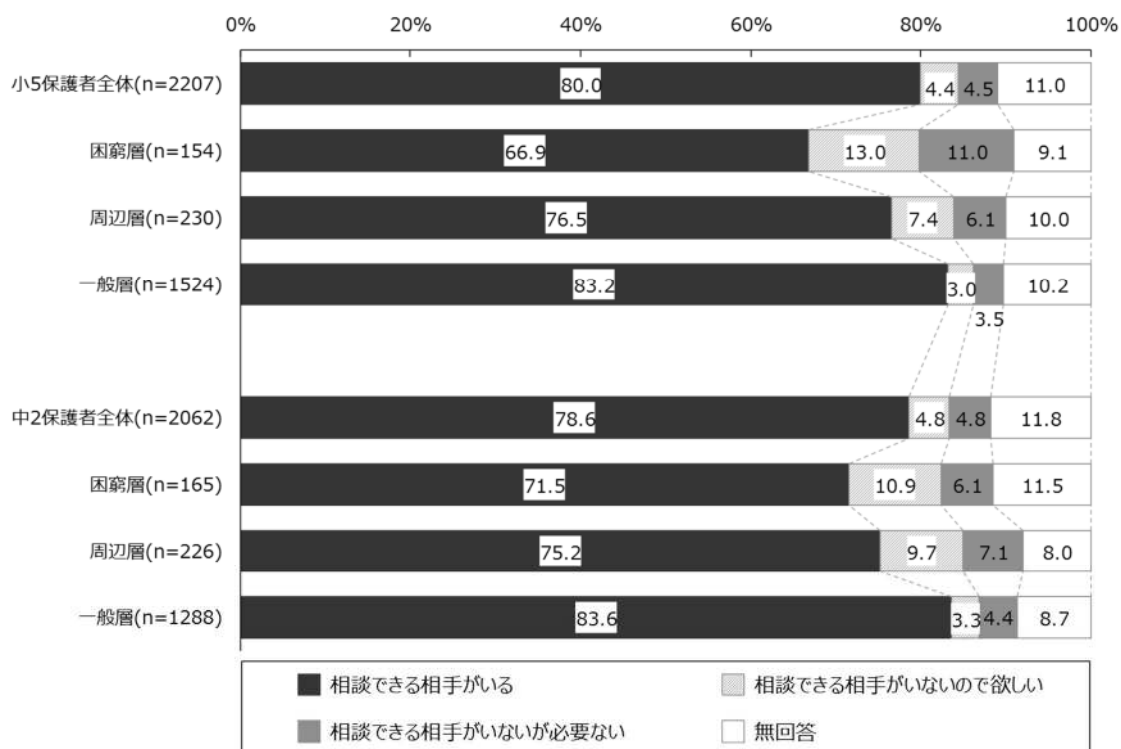 0% 20% 40% 60% 80% 100%
小5保護者全体(n=2207) 80.0 4.4 4.5 11.0
困窮層(n=154) 66.9 13.0 11.0 9.1
周辺層(n=230) 76.5 7.4 6.1 10.0
一般層(n=1524) 83.2 3.0 10.2
3.5
中2保護者全体(n=2062) 78.6 4.8 4.8 11.8
困窮層(n=165) 71.5 10.9 6.1 11.5
周辺層(n=226) 75.2 9.7 7.1 8.0
一般層(n=1288) 83.6 3.3 4.4 8.7
相談できる相手がいる 相談できる相手がいないので欲しい
相談できる相手がいないが必要ない 無回答